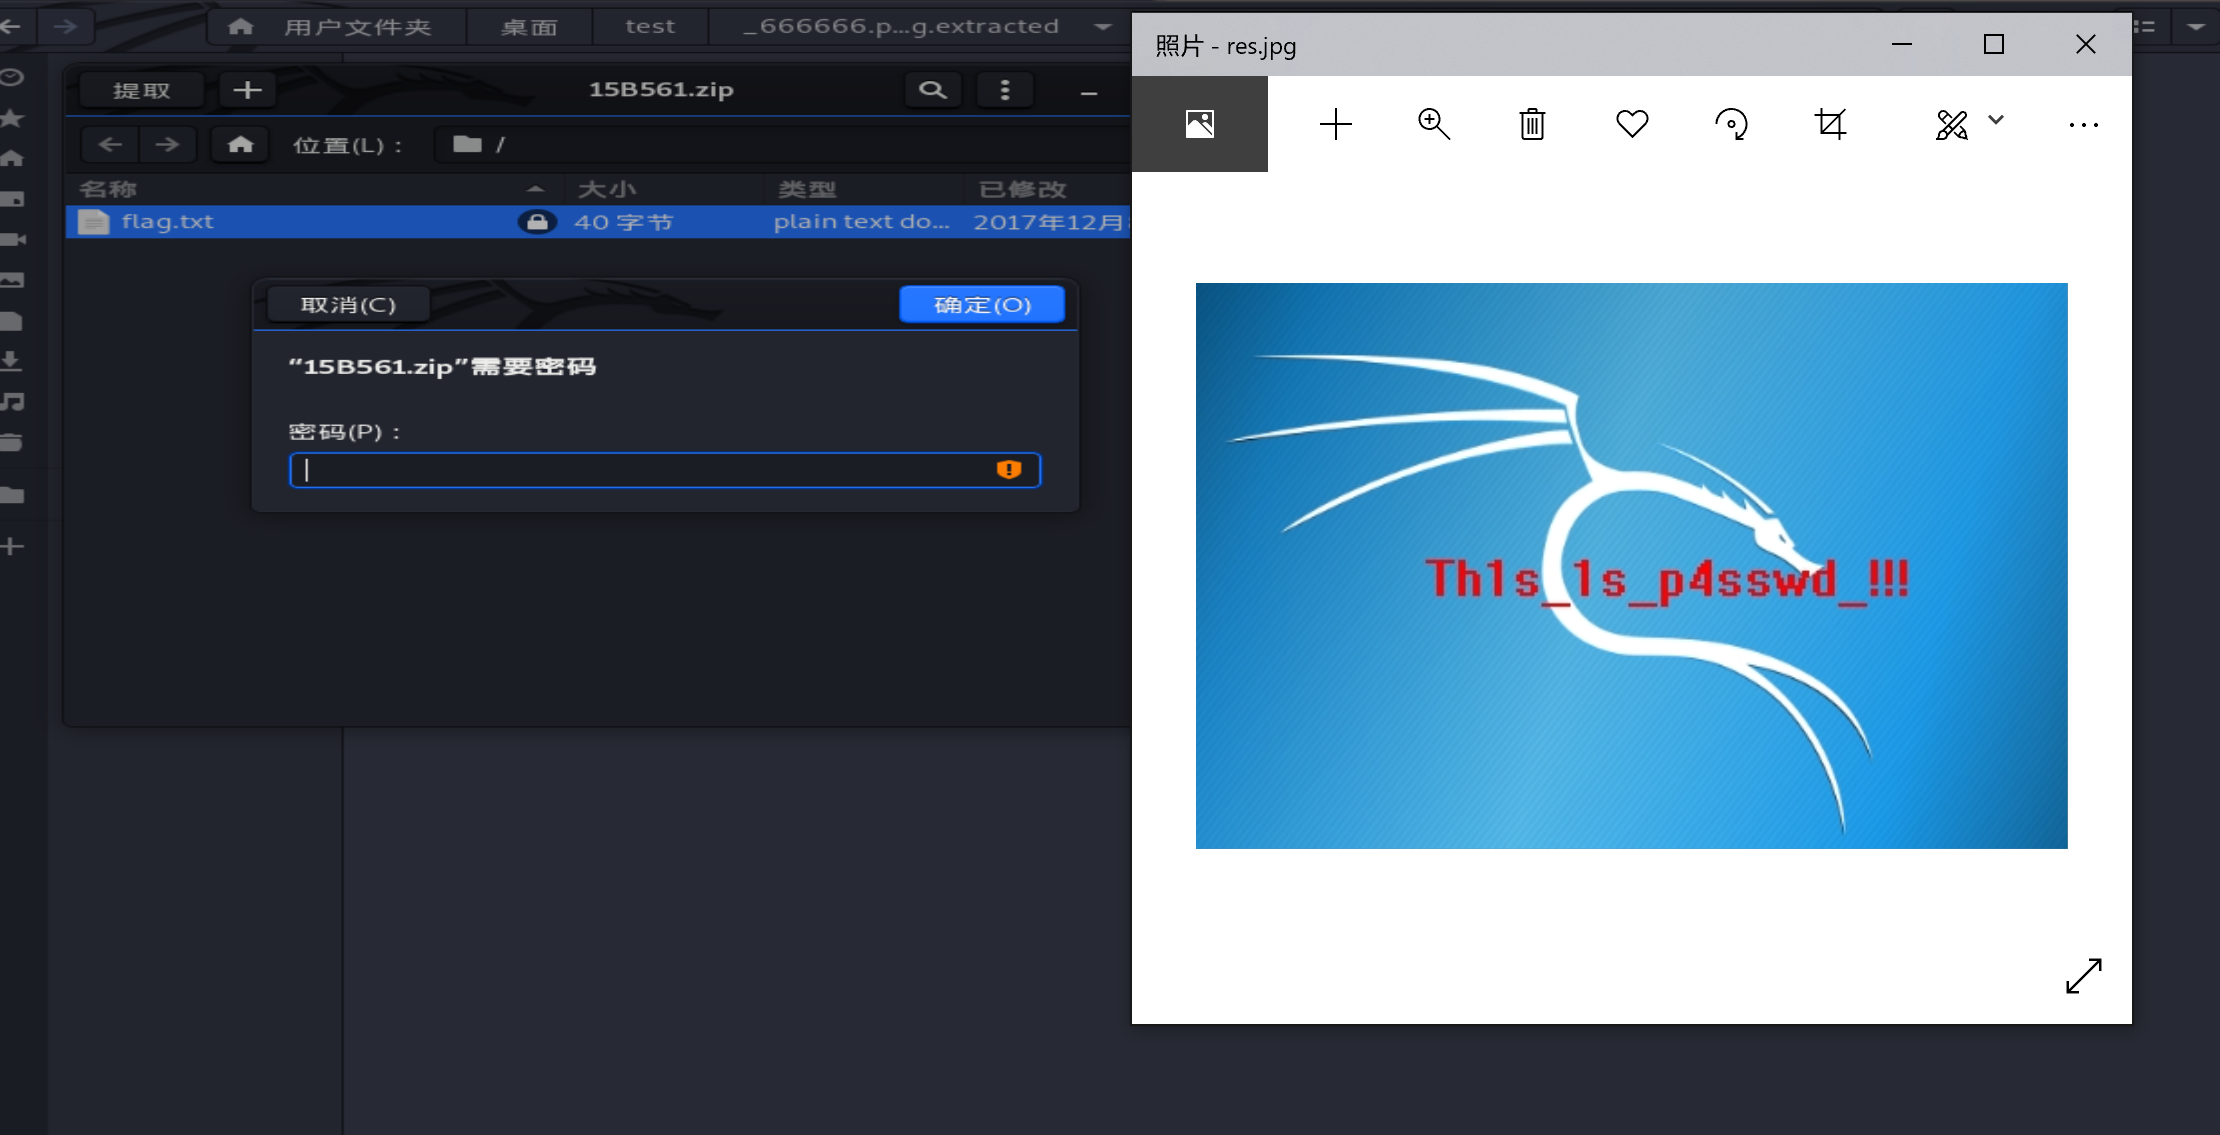 用户文件夹 桌面 test _666666.p...g.extracted
提取 15B561.zip
位置(L)： /
名称 大小 类型 已修改
flag.txt 40 字节 plain text do... 2017年12月
取消(C) 确定(O)
“15B561.zip”需要密码
密码(P)：
照片 - res.jpg
Th1s_1s_p4sswd_!!!